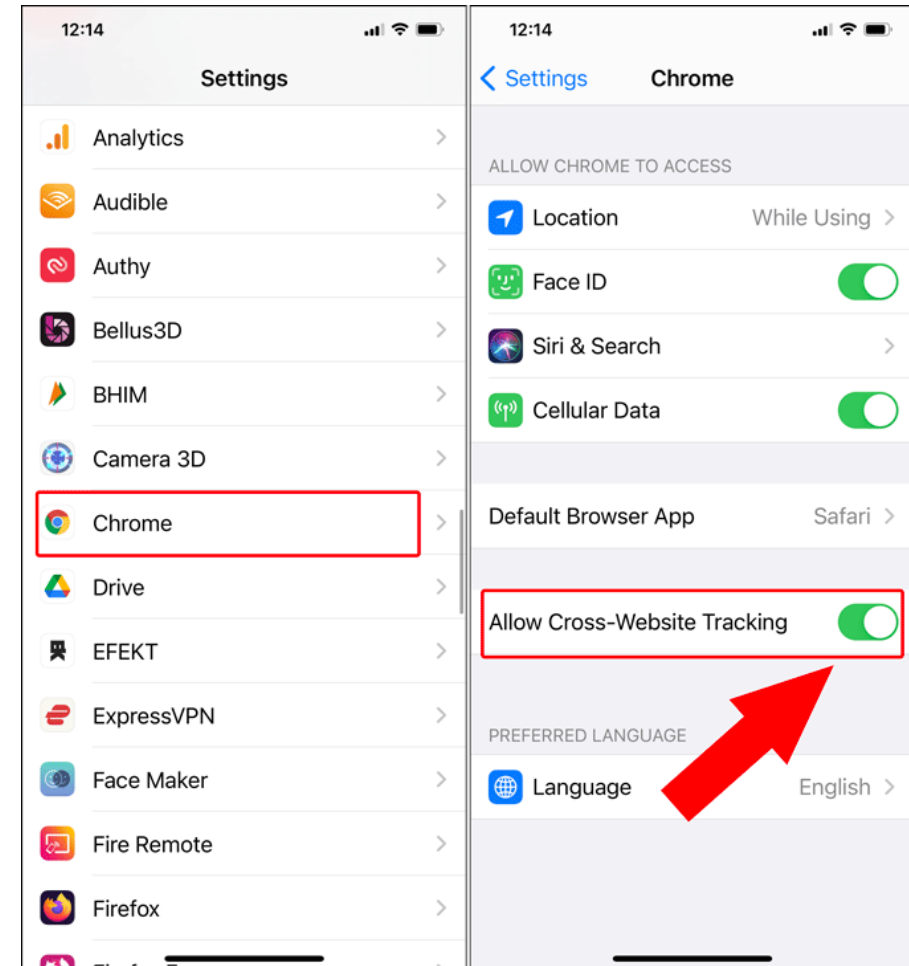 12:14
Settings
Analytics
Audible
Authy
Bellus3D
BHIM
Camera 3D
Chrome
Drive
EFEKT
ExpressVPN
Face Maker
Fire Remote
Firefox
12:14
Settings
Chrome
ALLOW CHROME TO ACCESS
Location While Using
Face ID
Siri & Search
Cellular Data
Default Browser App Safari
Allow Cross-Website Tracking
PREFERRED LANGUAGE
Language English